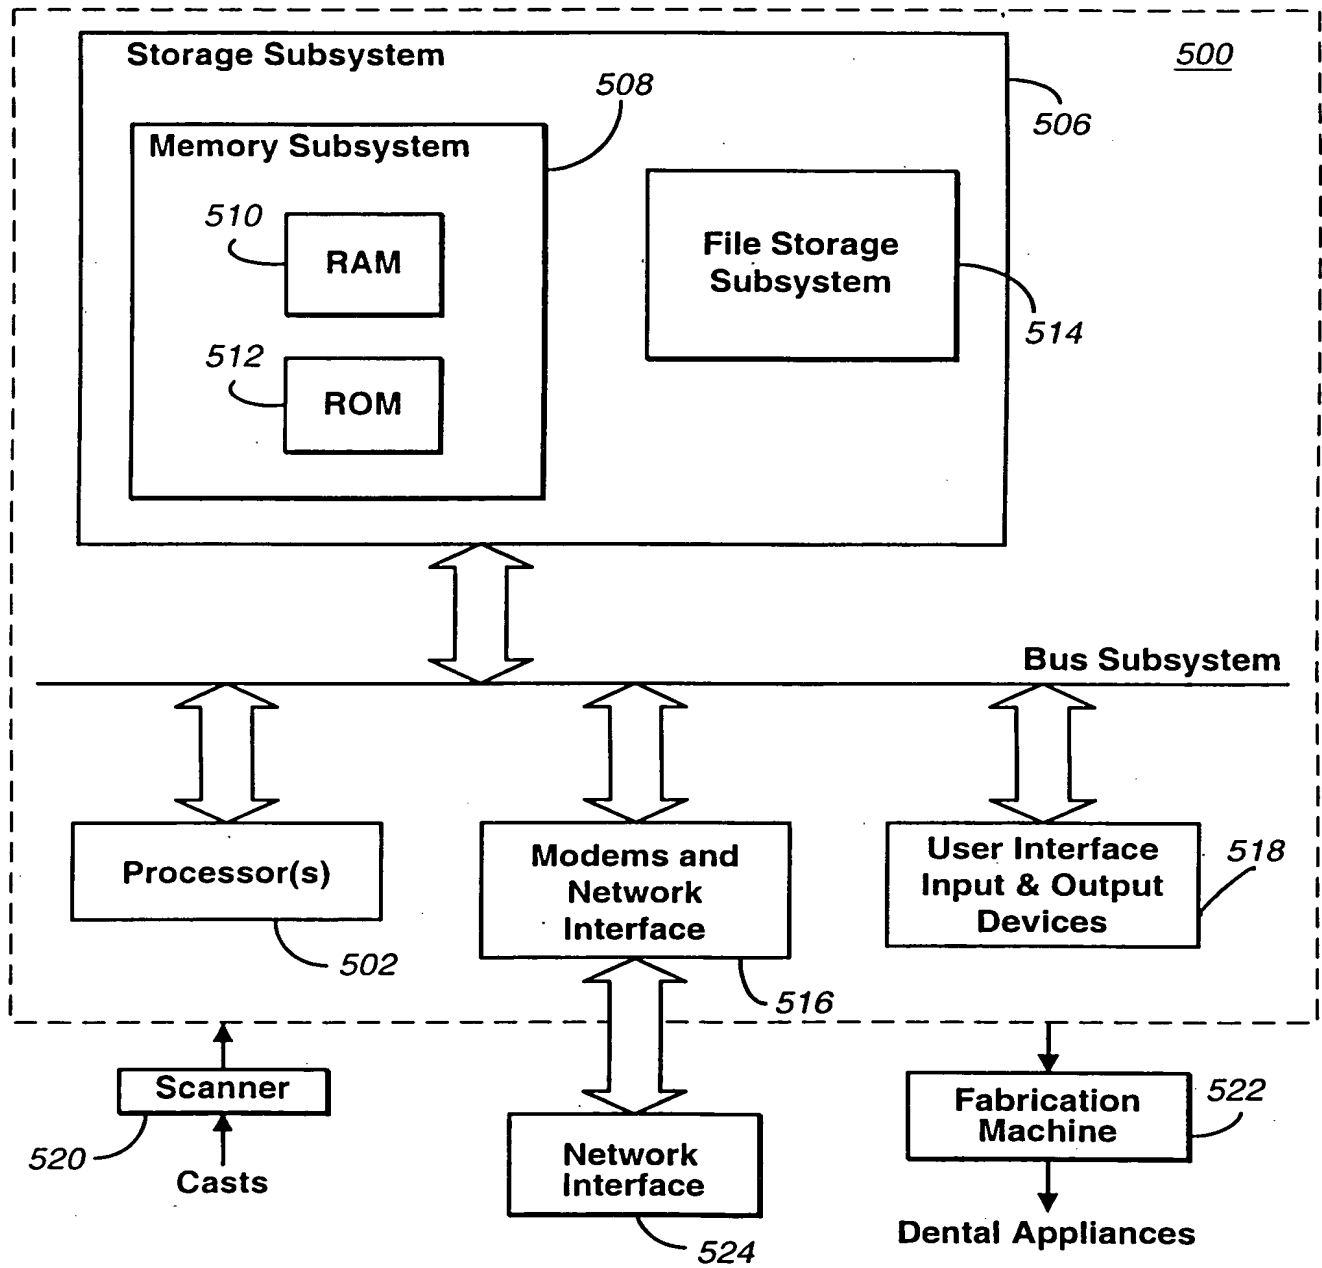 Storage Subsystem
500
508
506
Memory Subsystem
510
RAM
File Storage
Subsystem
514
512
ROM
Bus Subsystem
Processor(s)
502
Modems and
Network
Interface
516
User Interface
Input & Output
Devices
518
Scanner
520
Casts
Network
Interface
524
Fabrication
Machine
522
Dental Appliances